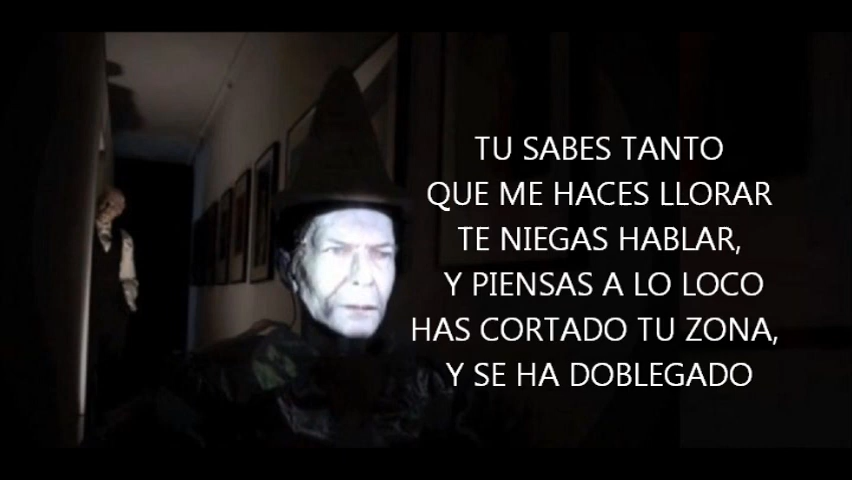 TU SABES TANTO
QUE ME HACES LLORAR
TE NIEGAS HABLAR,
Y PIENSAS A LO LOCO
HAS CORTADO TU ZONA,
Y SE HA DOBLEGADO